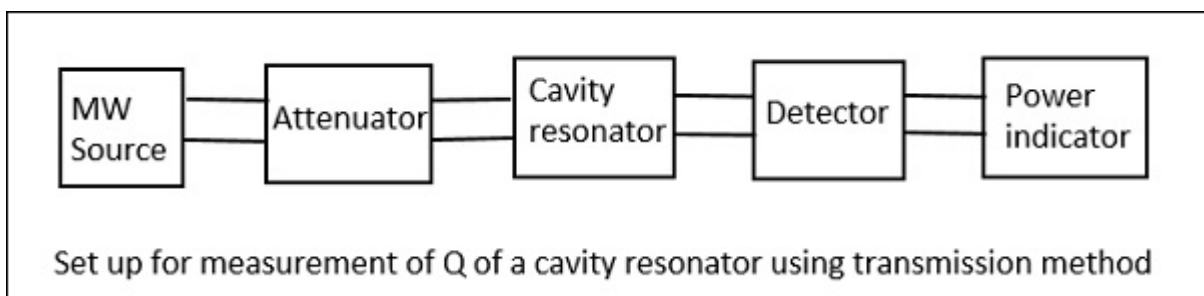 MW
Source
Attenuator
Cavity
resonator
Detector
Power
indicator
Set up for measurement of Q of a cavity resonator using transmission method